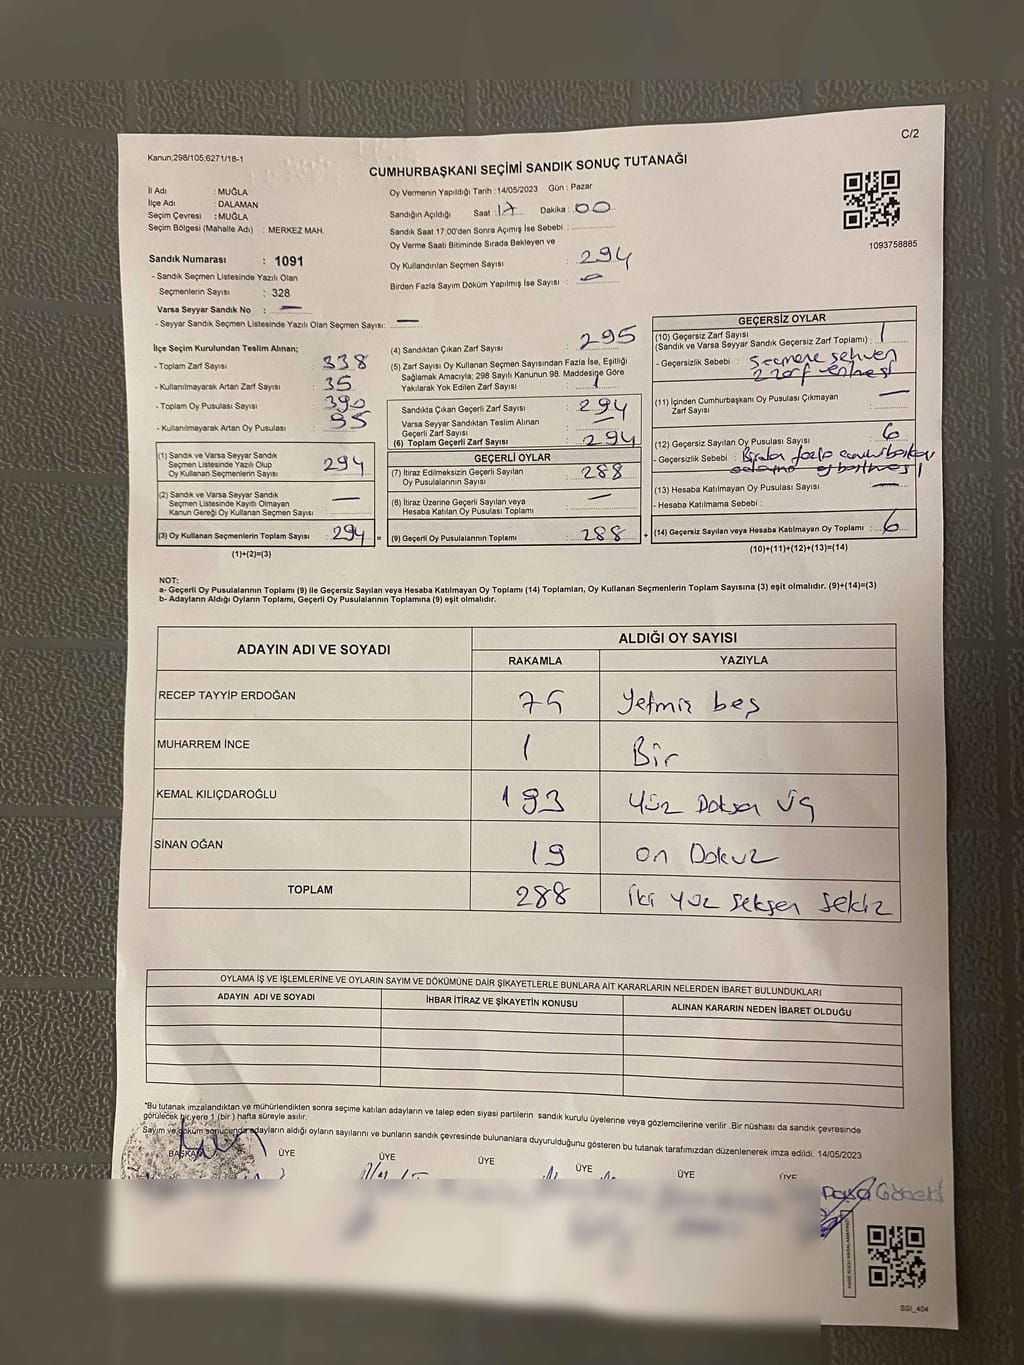 C/2
Kanun;298/105;6271/18-1
CUMHURBAŞKANI SEÇİMİ SANDIK SONUÇ TUTANAĞI
İl Adı : MUĞLA
İlçe Adı : DALAMAN
Seçim Çevresi : MUĞLA
Seçim Bölgesi (Mahalle Adı) : MERKEZ MAH.
Oy Vermenin Yapıldığı Tarih : 14/05/2023 Gün : Pazar
Sandığın Açıldığı Saat : 17 Dakika : 00
Sandık Saat 17:00'den Sonra Açımış İse Sebebi :
Oy Verme Saati Bitiminde Sırada Bekleyen ve
Oy Kullandırılan Seçmen Sayısı : 294
Birden Fazla Sayım Döküm Yapılmış İse Sayısı : —
1093758885
Sandık Numarası : 1091
- Sandık Seçmen Listesinde Yazılı Olan
Seçmenlerin Sayısı : 328
Varsa Seyyar Sandık No : —
- Seyyar Sandık Seçmen Listesinde Yazılı Olan Seçmen Sayısı: —
İlçe Seçim Kurulundan Teslim Alınan;
- Toplam Zarf Sayısı : 338
- Kullanılmayarak Artan Zarf Sayısı : 35
- Toplam Oy Pusulası Sayısı : 390
- Kullanılmayarak Artan Oy Pusulası : 95
(1) Sandık ve Varsa Seyyar Sandık
Seçmen Listesinde Yazılı Olup
Oy Kullanan Seçmenlerin Sayısı : 294
(2) Sandık ve Varsa Seyyar Sandık
Seçmen Listesinde Kayıtlı Olmayan
Kanun Gereği Oy Kullanan Seçmen Sayısı : —
(3) Oy Kullanan Seçmenlerin Toplam Sayısı : 294 =
(1)+(2)=(3)
(4) Sandıktan Çıkan Zarf Sayısı : 295
(5) Zarf Sayısı Oy Kullanan Seçmen Sayısından Fazla İse, Eşitliği
Sağlamak Amacıyla; 298 Sayılı Kanunun 98. Maddesine Göre
Yakılarak Yok Edilen Zarf Sayısı : 1
Sandıkta Çıkan Geçerli Zarf Sayısı : 294
Varsa Seyyar Sandıktan Teslim Alınan
Geçerli Zarf Sayısı : —
(6) Toplam Geçerli Zarf Sayısı : 294
GEÇERLİ OYLAR
(7) İtiraz Edilmeksizin Geçerli Sayılan
Oy Pusulalarının Sayısı : 288
(8) İtiraz Üzerine Geçerli Sayılan veya
Hesaba Katılan Oy Pusulası Toplamı : —
(9) Geçerli Oy Pusulalarının Toplamı : 288 +
GEÇERSİZ OYLAR
(10) Geçersiz Zarf Sayısı
(Sandık ve Varsa Seyyar Sandık Geçersiz Zarf Toplamı) : 1
- Geçersizlik Sebebi : Seçmene sehven
2 zarf verilmesi
(11) İçinden Cumhurbaşkanı Oy Pusulası Çıkmayan
Zarf Sayısı : —
(12) Geçersiz Sayılan Oy Pusulası Sayısı : 6
- Geçersizlik Sebebi : Birden fazla cumurbaşkanı
adayına oy basılması
(13) Hesaba Katılmayan Oy Pusulası Sayısı : —
- Hesaba Katılmama Sebebi :
(14) Geçersiz Sayılan veya Hesaba Katılmayan Oy Toplamı : 6
(10)+(11)+(12)+(13)=(14)
NOT:
a- Geçerli Oy Pusulalarının Toplamı (9) ile Geçersiz Sayılan veya Hesaba Katılmayan Oy Toplamı (14) Toplamları, Oy Kullanan Seçmenlerin Toplam Sayısına (3) eşit olmalıdır. (9)+(14)=(3)
b- Adayların Aldığı Oyların Toplamı, Geçerli Oy Pusulalarının Toplamına (9) eşit olmalıdır.
ADAYIN ADI VE SOYADI
ALDIĞI OY SAYISI
RAKAMLA YAZIYLA
RECEP TAYYİP ERDOĞAN 75 Yetmiş beş
MUHARREM İNCE 1 Bir
KEMAL KILIÇDAROĞLU 193 Yüz Doksan Üç
SİNAN OĞAN 19 on Dokuz
TOPLAM 288 İki Yüz Seksen Sekiz
OYLAMA İŞ VE İŞLEMLERİNE VE OYLARIN SAYIM VE DÖKÜMÜNE DAİR ŞİKAYETLERLE BUNLARA AİT KARARLARIN NELERDEN İBARET BULUNDUKLARI
ADAYIN ADI VE SOYADI İHBAR İTİRAZ VE ŞİKAYETİN KONUSU ALINAN KARARIN NEDEN İBARET OLDUĞU
"Bu tutanak imzalandıktan ve mühürlendikten sonra seçime katılan adayların ve talep eden siyasi partilerin sandık kurulu üyelerine veya gözlemcilerine verilir .Bir nüshası da sandık çevresinde
görülecek bir yere 1 (bir) hafta süreyle asılır.
Sayım ve döküm sonucunda adayların aldığı oyların sayılarını ve bunların sandık çevresinde bulunanlara duyurulduğunu gösteren bu tutanak tarafımızdan düzenlenerek imza edildi. 14/05/2023
BAŞKAN ÜYE ÜYE ÜYE ÜYE ÜYE ÜYE
SSI_404